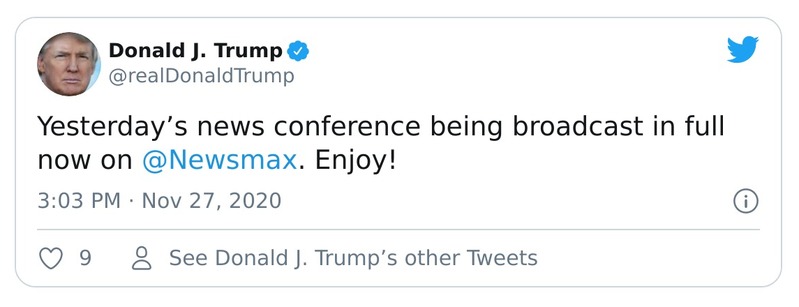 Donald J. Trump
@realDonaldTrump
Yesterday’s news conference being broadcast in full
now on @Newsmax. Enjoy!
3:03 PM · Nov 27, 2020
9 See Donald J. Trump’s other Tweets